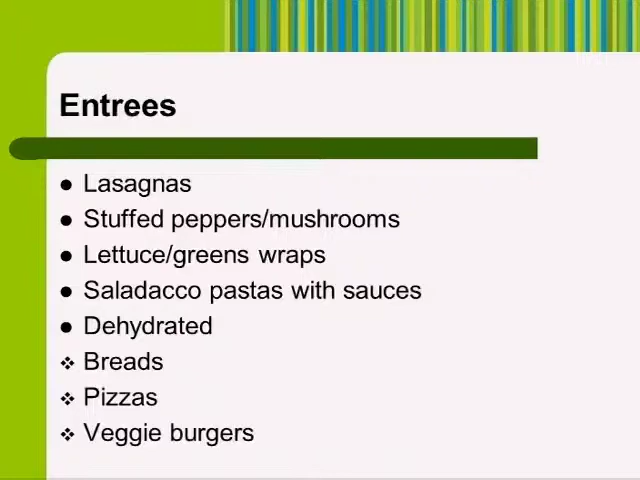 Entrees
● Lasagnas
● Stuffed peppers/mushrooms
● Lettuce/greens wraps
● Saladacco pastas with sauces
● Dehydrated
❖ Breads
❖ Pizzas
❖ Veggie burgers